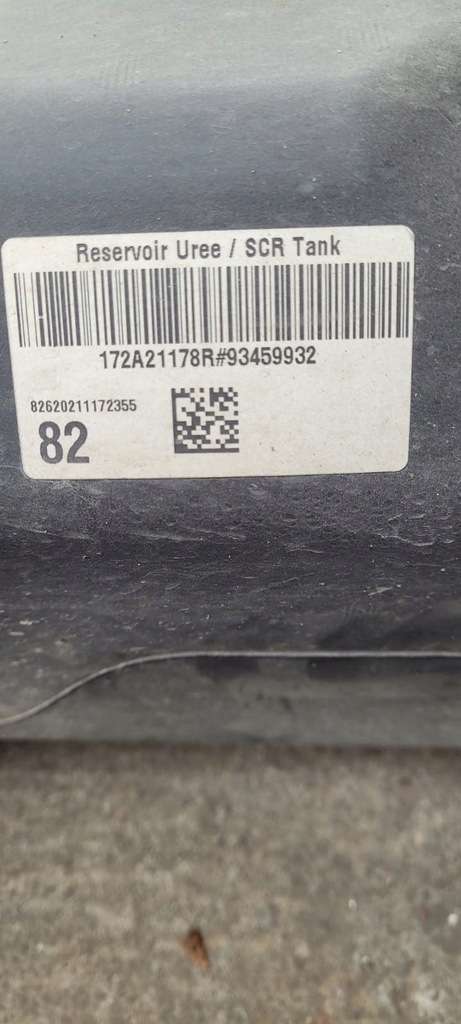 Reservoir Uree / SCR Tank
172A21178R#93459932
82620211172355
82